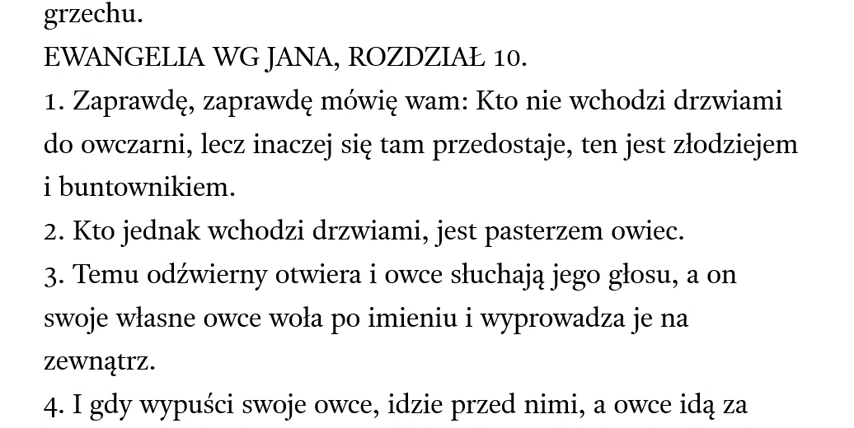 grzechu.
EWANGELIA WG JANA, ROZDZIAŁ 10.
1. Zaprawdę, zaprawdę mówię wam: Kto nie wchodzi drzwiami
do owczarni, lecz inaczej się tam przedostaje, ten jest złodziejem
i buntownikiem.
2. Kto jednak wchodzi drzwiami, jest pasterzem owiec.
3. Temu odźwierny otwiera i owce słuchają jego głosu, a on
swoje własne owce woła po imieniu i wyprowadza je na
zewnątrz.
4. I gdy wypuści swoje owce, idzie przed nimi, a owce idą za